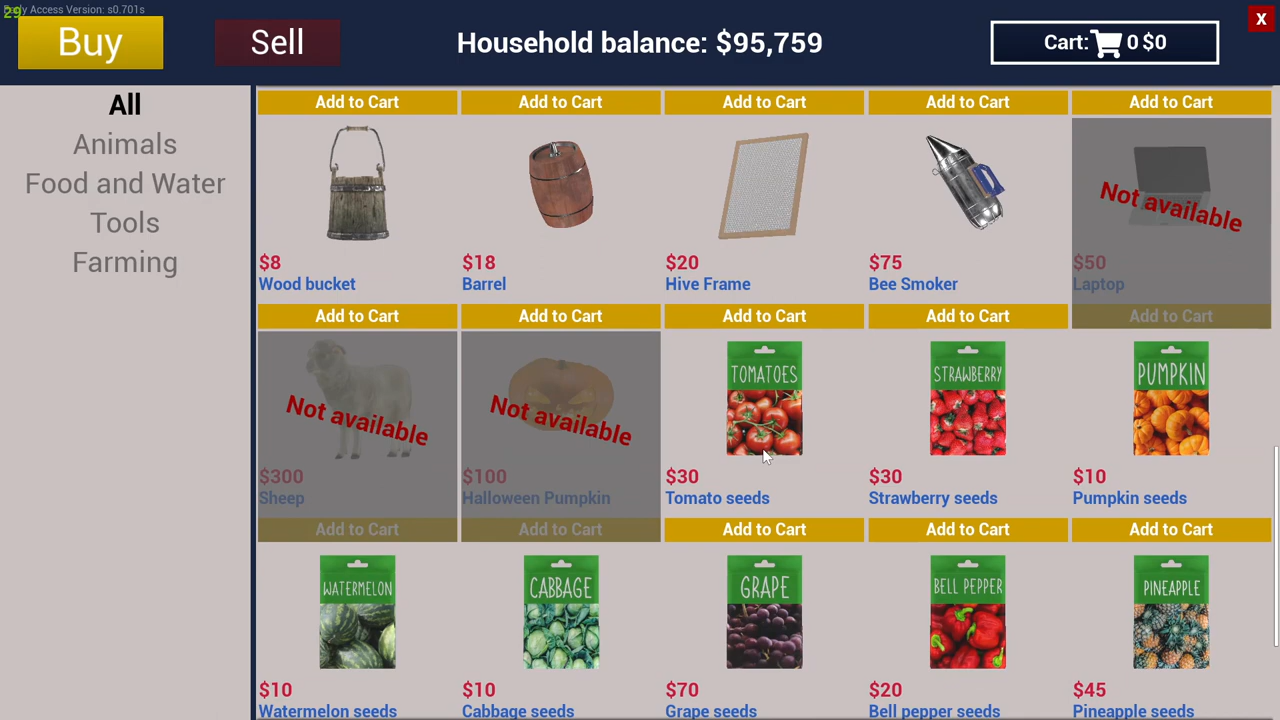 Early Access Version: s0.701s
29
Buy
Sell
Household balance: $95,759
Cart: 0 $0
X
All
Animals
Food and Water
Tools
Farming
Add to Cart
Add to Cart
Add to Cart
Add to Cart
Add to Cart
$8
Wood bucket
Add to Cart
$18
Barrel
Add to Cart
$20
Hive Frame
Add to Cart
$75
Bee Smoker
Add to Cart
Not available
$50
Laptop
Add to Cart
Not available
$300
Sheep
Add to Cart
Not available
$100
Halloween Pumpkin
Add to Cart
TOMATOES
$30
Tomato seeds
Add to Cart
STRAWBERRY
$30
Strawberry seeds
Add to Cart
PUMPKIN
$10
Pumpkin seeds
Add to Cart
WATERMELON
$10
Watermelon seeds
CABBAGE
$10
Cabbage seeds
GRAPE
$70
Grape seeds
BELL PEPPER
$20
Bell pepper seeds
PINEAPPLE
$45
Pineapple seeds